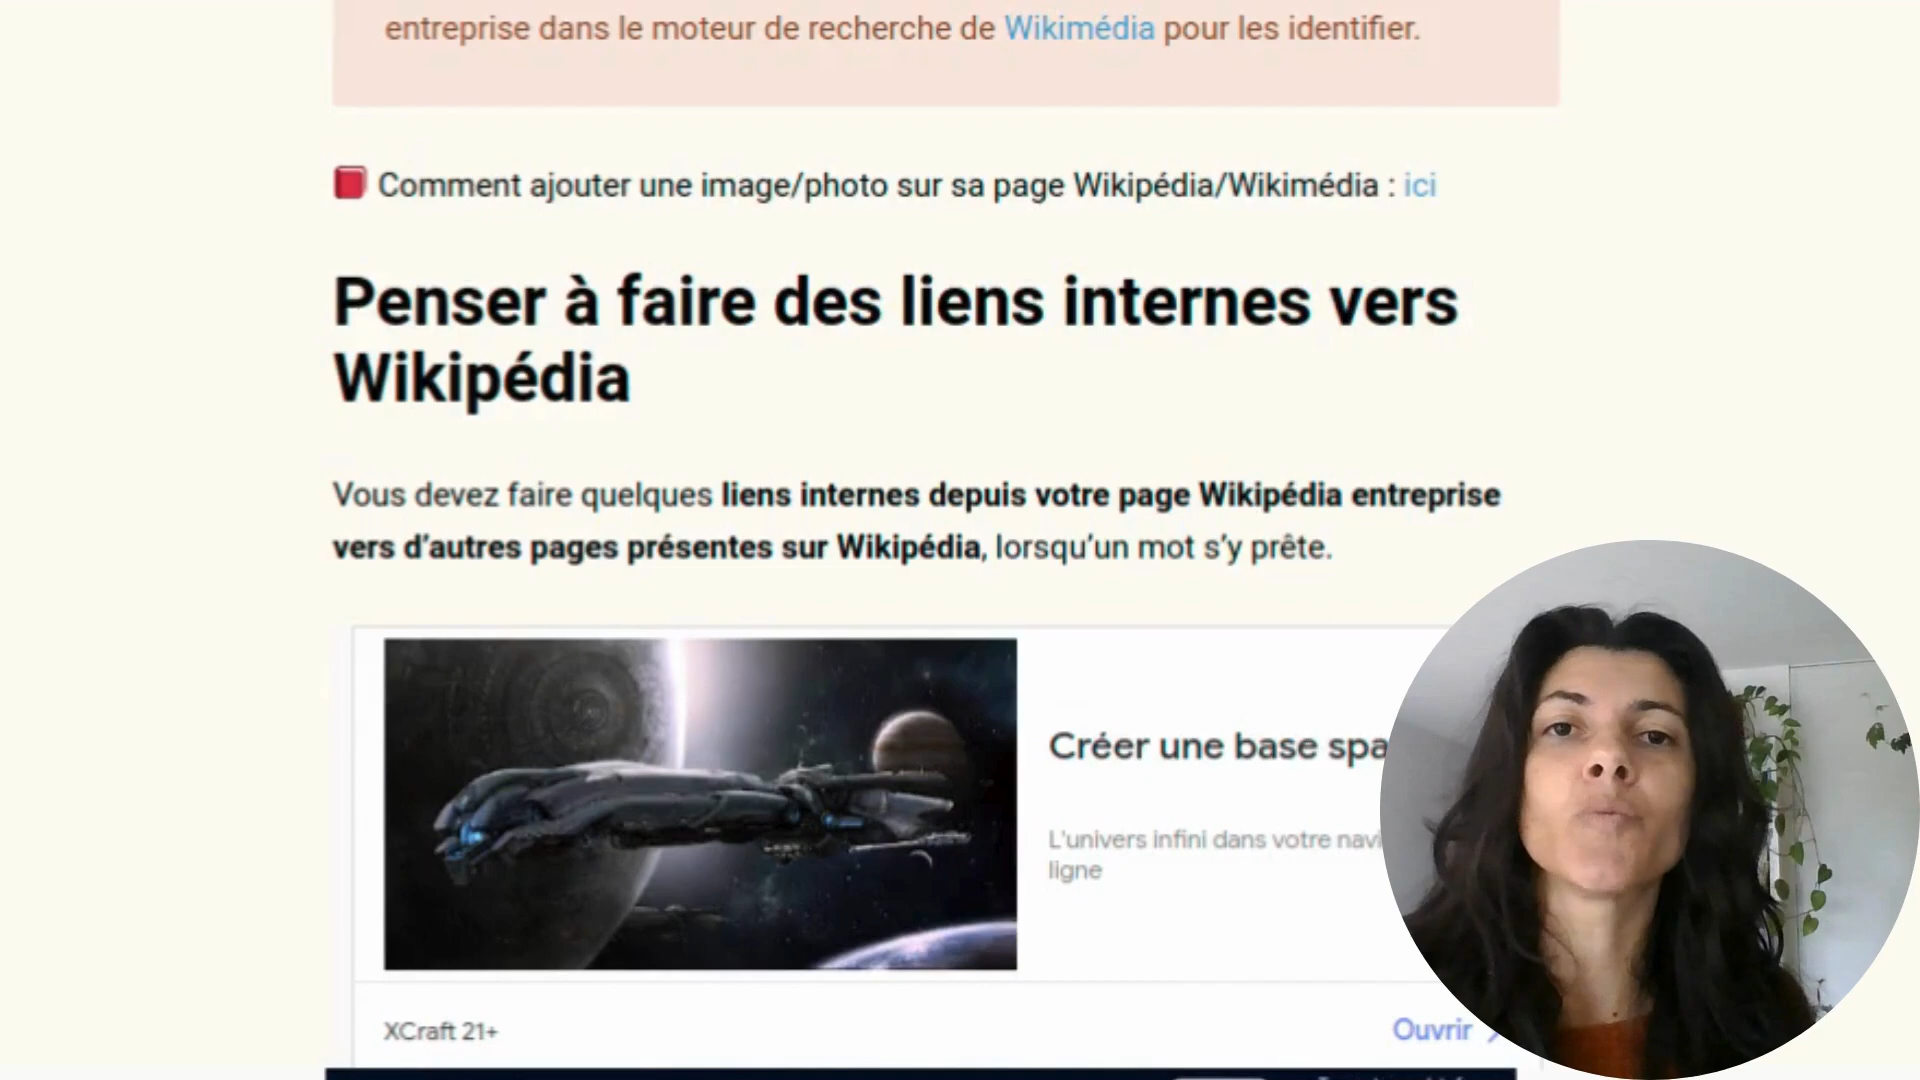 entreprise dans le moteur de recherche de Wikimédia pour les identifier.
Comment ajouter une image/photo sur sa page Wikipédia/Wikimédia : ici
Penser à faire des liens internes vers
Wikipédia
Vous devez faire quelques liens internes depuis votre page Wikipédia entreprise
vers d’autres pages présentes sur Wikipédia, lorsqu’un mot s’y prête.
Créer une base spa
L'univers infini dans votre navi
ligne
XCraft 21+
Ouvrir